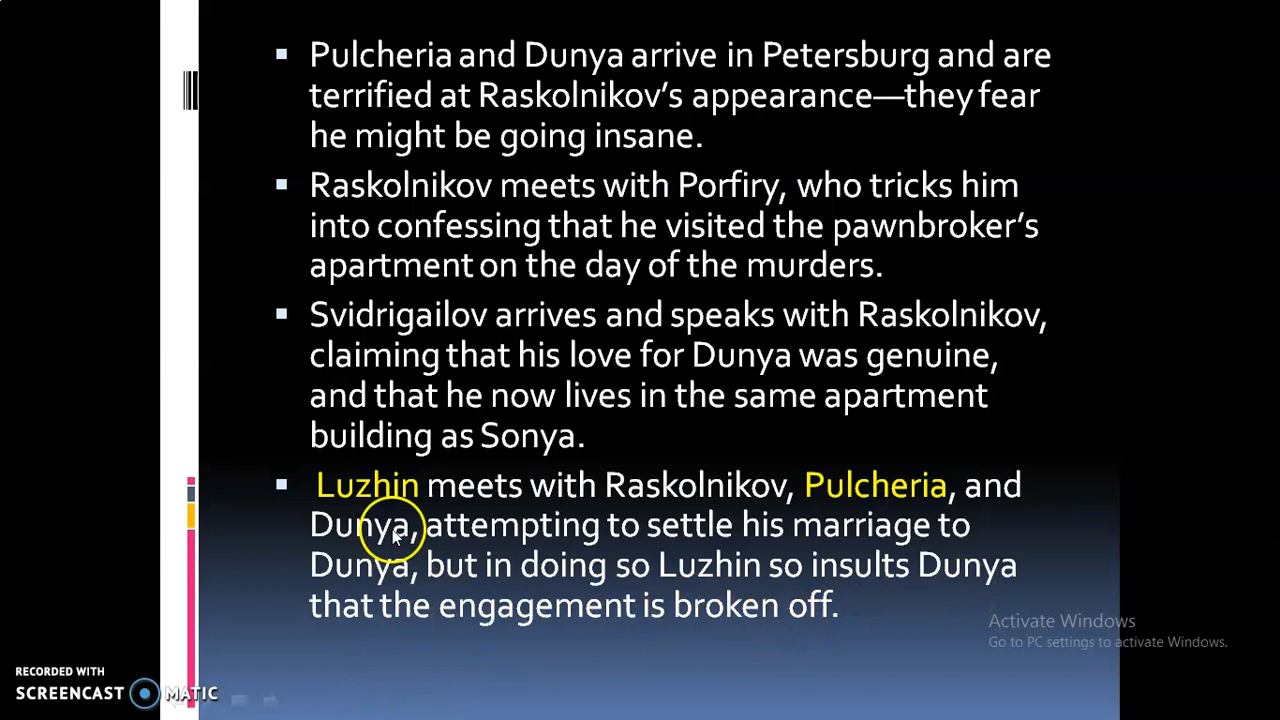 Pulcheria and Dunya arrive in Petersburg and are
terrified at Raskolnikov's appearance—they fear
he might be going insane.
Raskolnikov meets with Porfiry, who tricks him
into confessing that he visited the pawnbroker's
apartment on the day of the murders.
Svidrigailov arrives and speaks with Raskolnikov,
claiming that his love for Dunya was genuine,
and that he now lives in the same apartment
building as Sonya.
Luzhin meets with Raskolnikov, Pulcheria, and
Dunya, attempting to settle his marriage to
Dunya, but in doing so Luzhin so insults Dunya
that the engagement is broken off.
Activate Windows
Go to PC settings to activate Windows.
RECORDED WITH
SCREENCAST MATIC